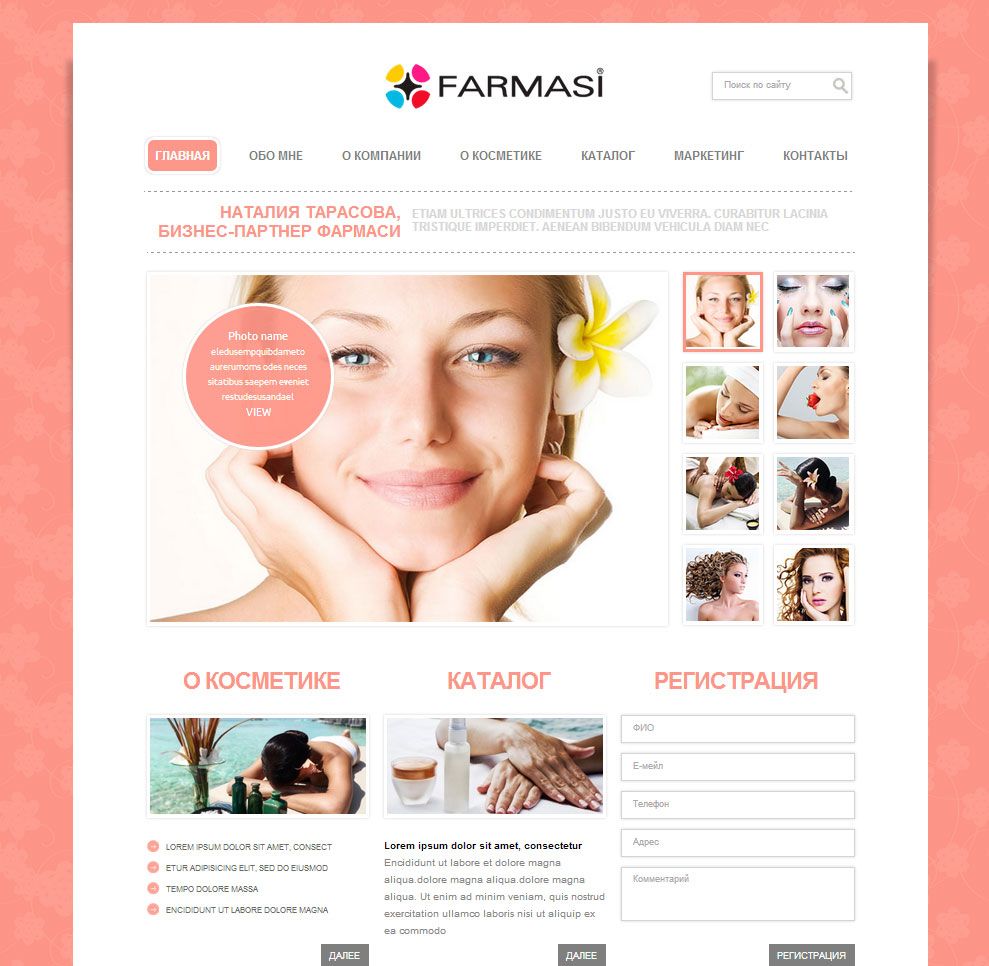 FARMASi®
Поиск по сайту
ГЛАВНАЯ
ОБО МНЕ
О КОМПАНИИ
О КОСМЕТИКЕ
КАТАЛОГ
МАРКЕТИНГ
КОНТАКТЫ
НАТАЛИЯ ТАРАСОВА,
БИЗНЕС-ПАРТНЕР ФАРМАСИ
ETIAM ULTRICES CONDIMENTUM JUSTO EU VIVERRA. CURABITUR LACINIA
TRISTIQUE IMPERDIET. AENEAN BIBENDUM VEHICULA DIAM NEC
Photo name
eledusempquibdameto
aurerumoms odes neces
sitatibus saepem eveniet
restudesusandael
VIEW
О КОСМЕТИКЕ
LOREM IPSUM DOLOR SIT AMET, CONSECT
ETUR ADIPISICING ELIT, SED DO EIUSMOD
TEMPO DOLORE MASSA
ENCIDIDUNT UT LABORE DOLORE MAGNA
ДАЛЕЕ
КАТАЛОГ
Lorem ipsum dolor sit amet, consectetur
Encididunt ut labore et dolore magna
aliqua.dolore magna aliqua.dolore magna
aliqua. Ut enim ad minim veniam, quis nostrud
exercitation ullamco laboris nisi ut aliquip ex
ea commodo
ДАЛЕЕ
РЕГИСТРАЦИЯ
ФИО
Е-мейл
Телефон
Адрес
Комментарий
РЕГИСТРАЦИЯ